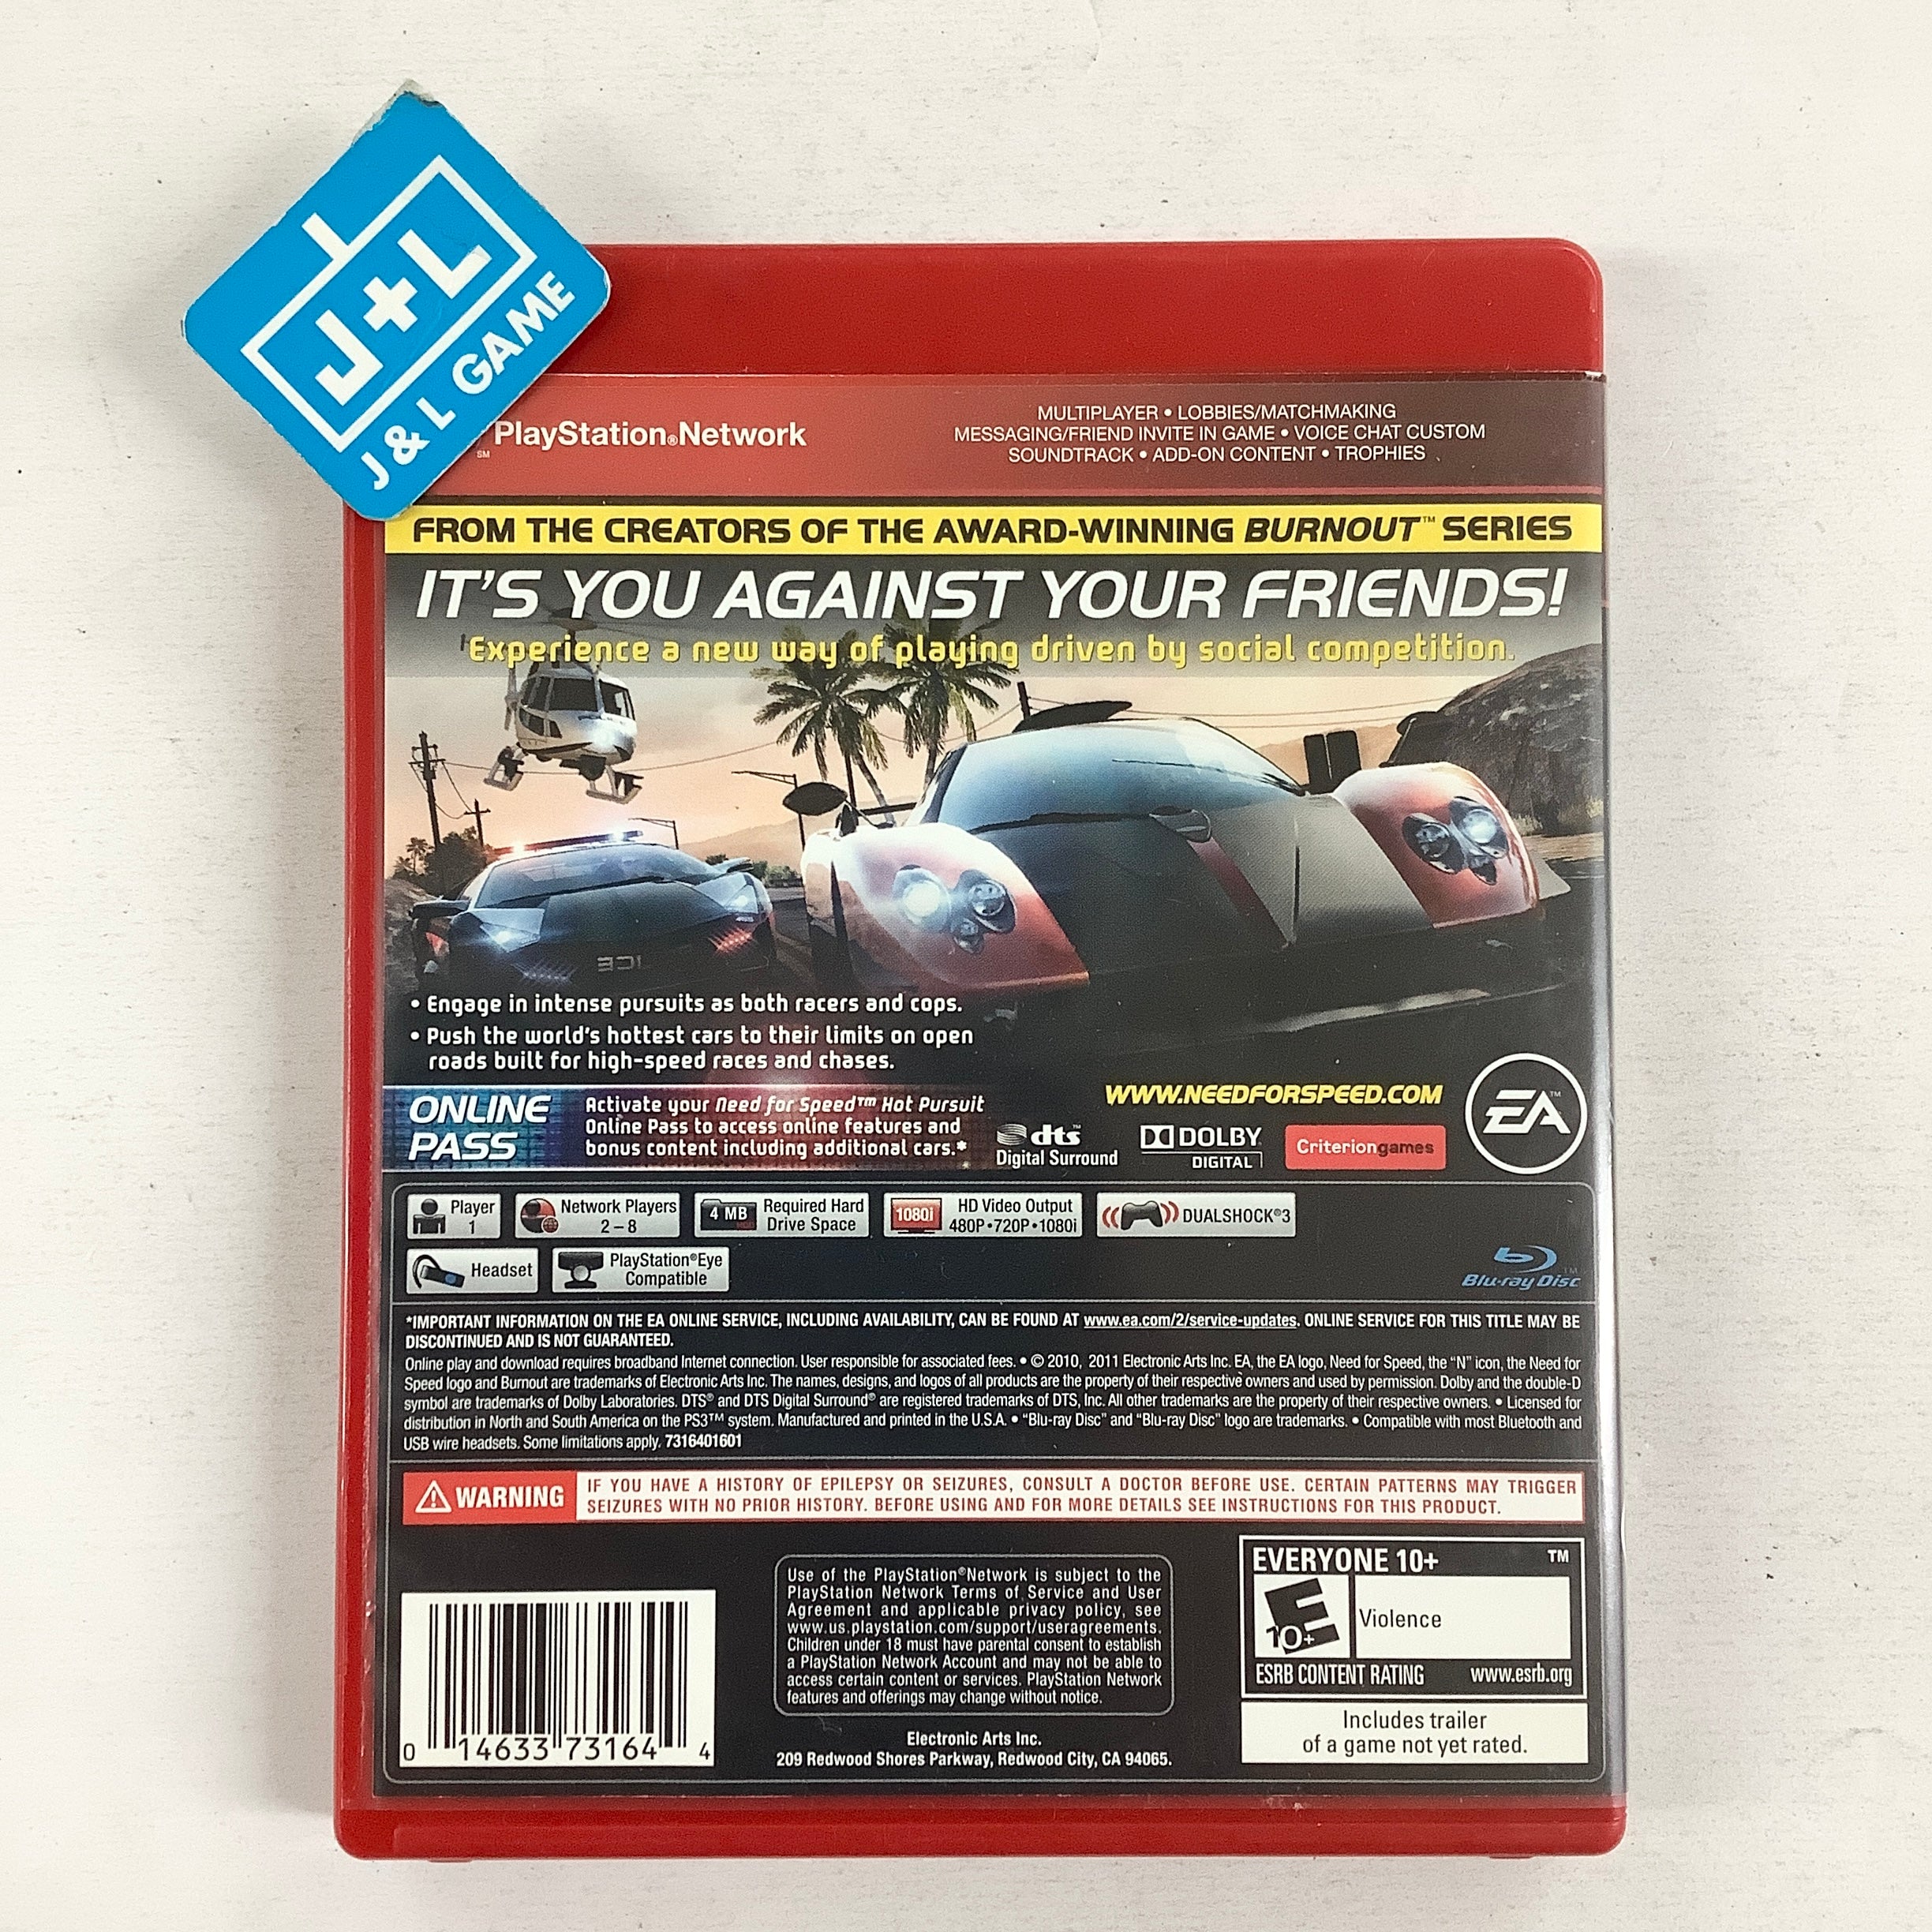 J+L
J & L GAME
PlayStation®Network
SM
MULTIPLAYER • LOBBIES/MATCHMAKING
MESSAGING/FRIEND INVITE IN GAME • VOICE CHAT CUSTOM
SOUNDTRACK • ADD-ON CONTENT • TROPHIES
FROM THE CREATORS OF THE AWARD-WINNING BURNOUT™ SERIES
IT'S YOU AGAINST YOUR FRIENDS!
Experience a new way of playing driven by social competition.
• Engage in intense pursuits as both racers and cops.
• Push the world's hottest cars to their limits on open
roads built for high-speed races and chases.
ONLINE
PASS
Activate your Need for Speed™ Hot Pursuit
Online Pass to access online features and
bonus content including additional cars.*
WWW.NEEDFORSPEED.COM
dts™
Digital Surround
DOLBY
DIGITAL
Criteriongames
EA™
Player
1
Network Players
2 – 8
4 MB
Required Hard
Drive Space
1080i
HD Video Output
480P•720P•1080i
DUALSHOCK®3
Headset
PlayStation®Eye
Compatible
Blu-ray Disc™
*IMPORTANT INFORMATION ON THE EA ONLINE SERVICE, INCLUDING AVAILABILITY, CAN BE FOUND AT www.ea.com/2/service-updates. ONLINE SERVICE FOR THIS TITLE MAY BE
DISCONTINUED AND IS NOT GUARANTEED.
Online play and download requires broadband Internet connection. User responsible for associated fees. • © 2010, 2011 Electronic Arts Inc. EA, the EA logo, Need for Speed, the "N" icon, the Need for
Speed logo and Burnout are trademarks of Electronic Arts Inc. The names, designs, and logos of all products are the property of their respective owners and used by permission. Dolby and the double-D
symbol are trademarks of Dolby Laboratories. DTS® and DTS Digital Surround® are registered trademarks of DTS, Inc. All other trademarks are the property of their respective owners. • Licensed for
distribution in North and South America on the PS3™ system. Manufactured and printed in the U.S.A. • "Blu-ray Disc" and "Blu-ray Disc" logo are trademarks. • Compatible with most Bluetooth and
USB wire headsets. Some limitations apply. 7316401601
WARNING
IF YOU HAVE A HISTORY OF EPILEPSY OR SEIZURES, CONSULT A DOCTOR BEFORE USE. CERTAIN PATTERNS MAY TRIGGER
SEIZURES WITH NO PRIOR HISTORY. BEFORE USING AND FOR MORE DETAILS SEE INSTRUCTIONS FOR THIS PRODUCT.
0 14633 73164 4
Use of the PlayStation®Network is subject to the
PlayStation Network Terms of Service and User
Agreement and applicable privacy policy, see
www.us.playstation.com/support/useragreements.
Children under 18 must have parental consent to establish
a PlayStation Network Account and may not be able to
access certain content or services. PlayStation Network
features and offerings may change without notice.
Electronic Arts Inc.
209 Redwood Shores Parkway, Redwood City, CA 94065.
EVERYONE 10+ ™
E
10+
Violence
ESRB CONTENT RATING www.esrb.org
Includes trailer
of a game not yet rated.